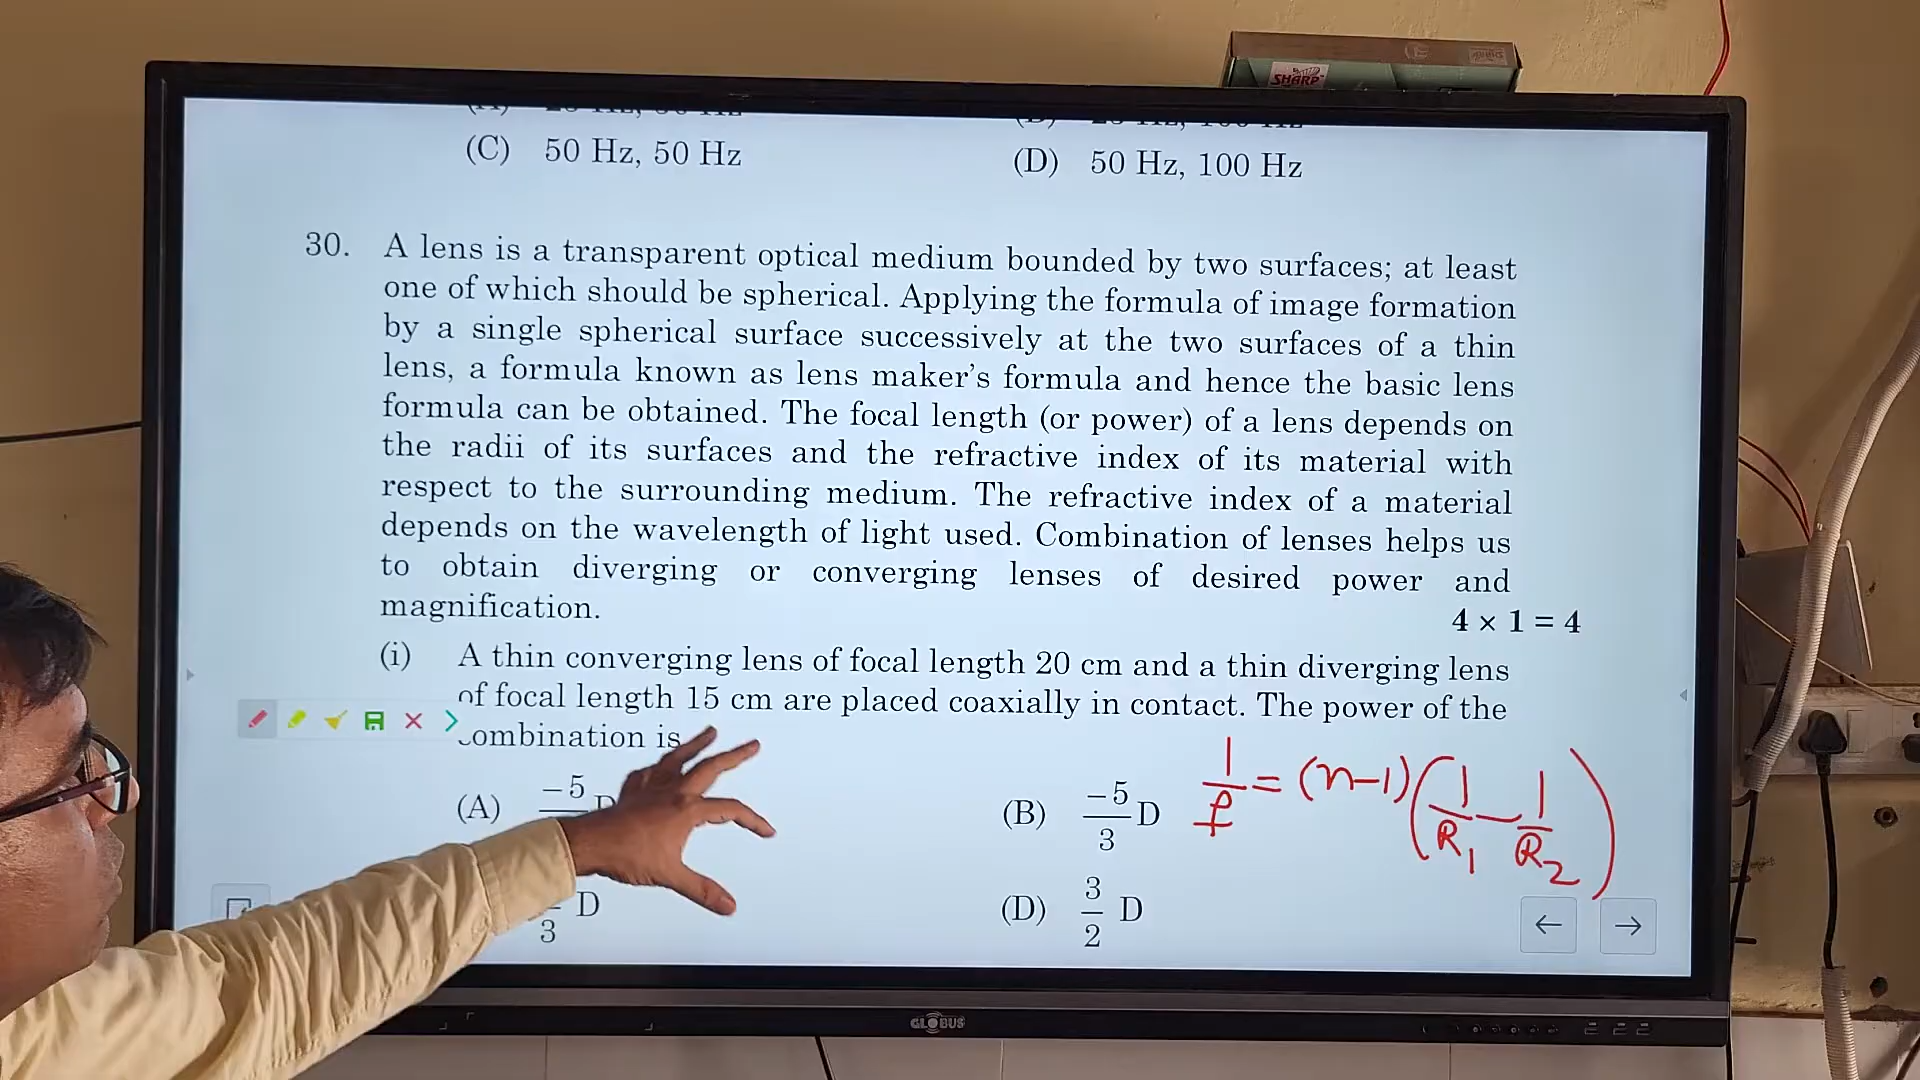 SHARP
(C) 50 Hz, 50 Hz (D) 50 Hz, 100 Hz
30. A lens is a transparent optical medium bounded by two surfaces; at least
one of which should be spherical. Applying the formula of image formation
by a single spherical surface successively at the two surfaces of a thin
lens, a formula known as lens maker's formula and hence the basic lens
formula can be obtained. The focal length (or power) of a lens depends on
the radii of its surfaces and the refractive index of its material with
respect to the surrounding medium. The refractive index of a material
depends on the wavelength of light used. Combination of lenses helps us
to obtain diverging or converging lenses of desired power and
magnification. 4 × 1 = 4
(i) A thin converging lens of focal length 20 cm and a thin diverging lens
of focal length 15 cm are placed coaxially in contact. The power of the
combination is
(A) -5 (B) -5/3 D
1/f = (n-1)(1/R1 - 1/R2)
3 D (D) 3/2 D
GLOBUS